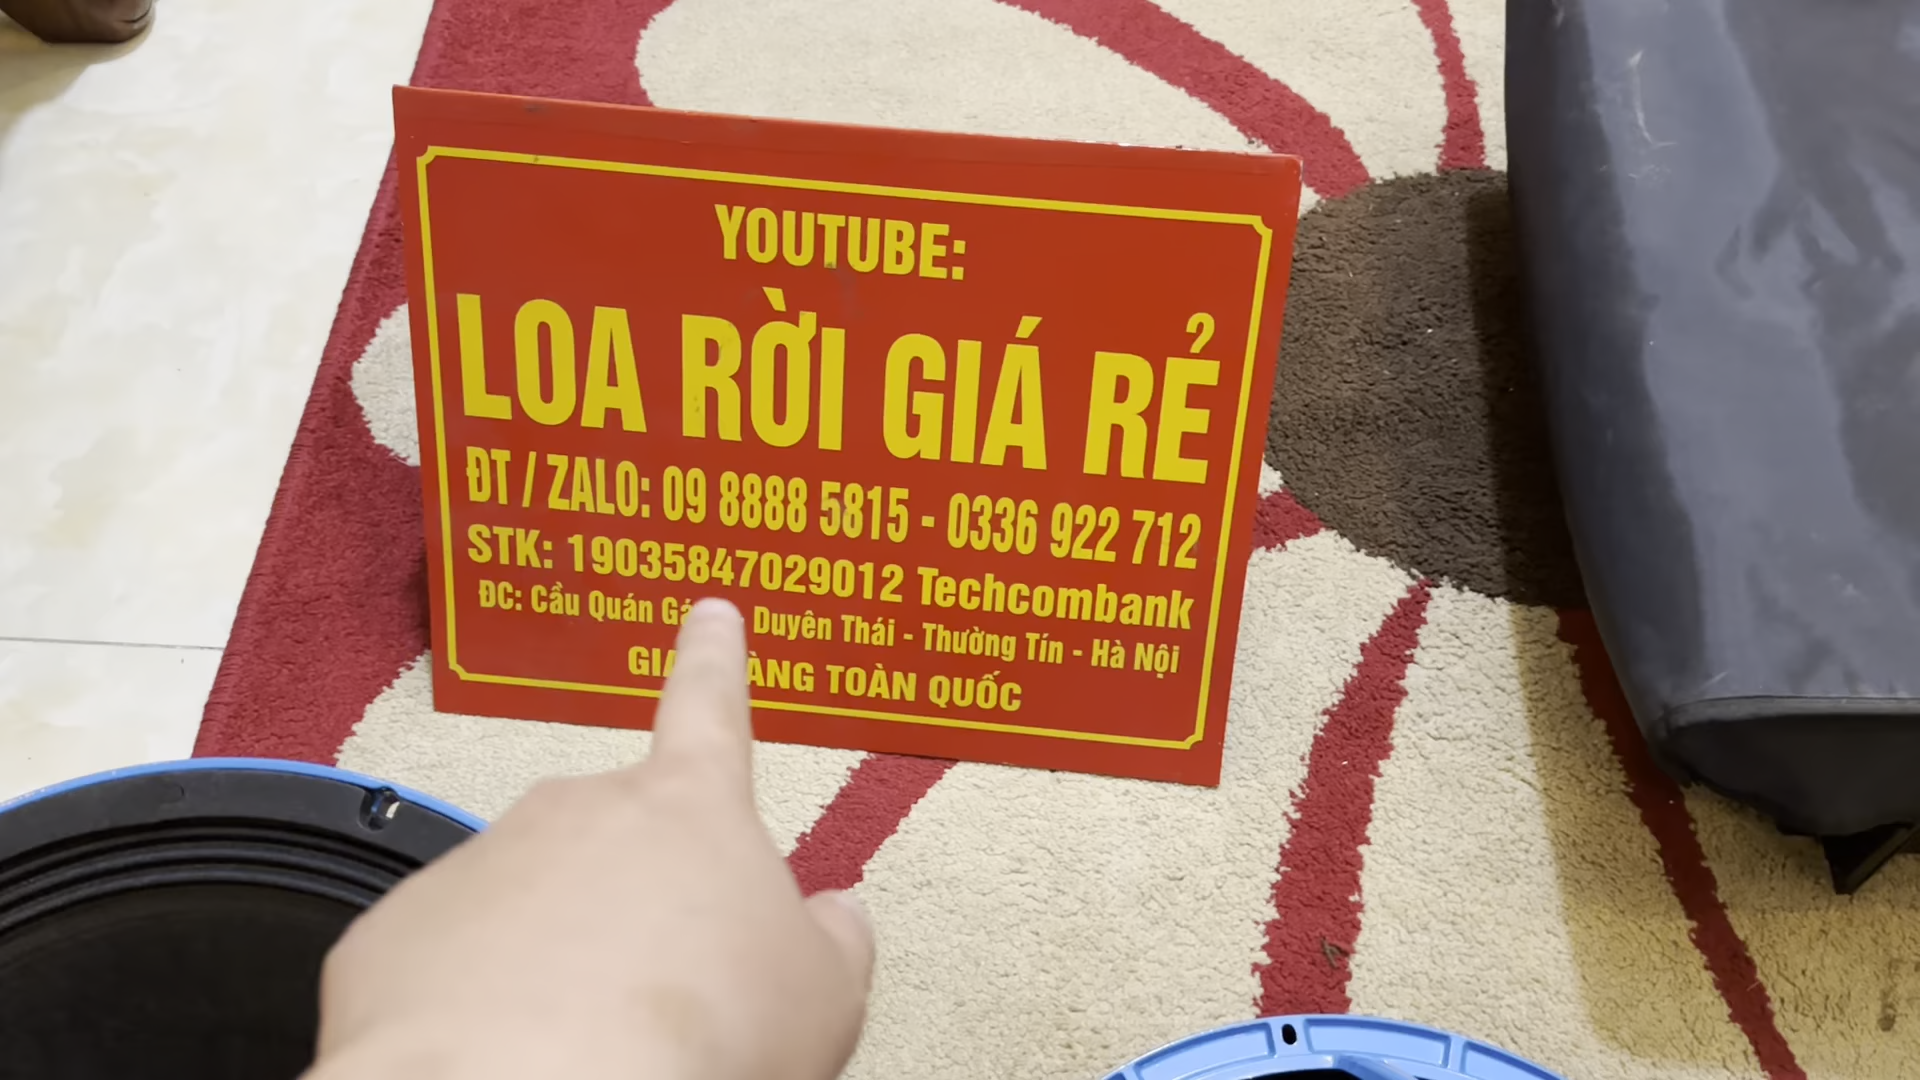 YOUTUBE:
LOA RỜI GIÁ RẺ
ĐT / ZALO: 09 8888 5815 - 0336 922 712
STK: 19035847029012 Techcombank
ĐC: Cầu Quán - Duyên Thái - Thường Tín - Hà Nội
TOÀN QUỐC